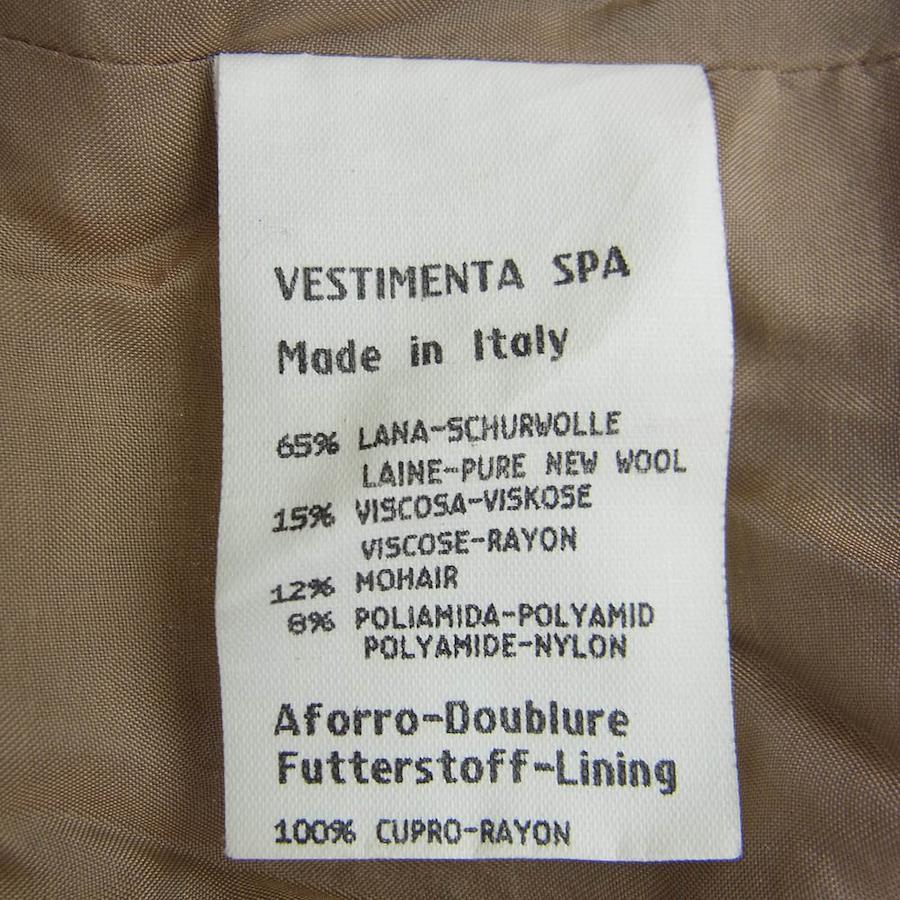 VESTIMENTA SPA
Made in Italy
65% LANA-SCHURWOLLE
LAINE-PURE NEW WOOL
15% VISCOSA-VISKOSE
VISCOSE-RAYON
12% MOHAIR
8% POLIAMIDA-POLYAMID
POLYAMIDE-NYLON
Aforro-Doublure
Futterstoff-Lining
100% CUPRO-RAYON